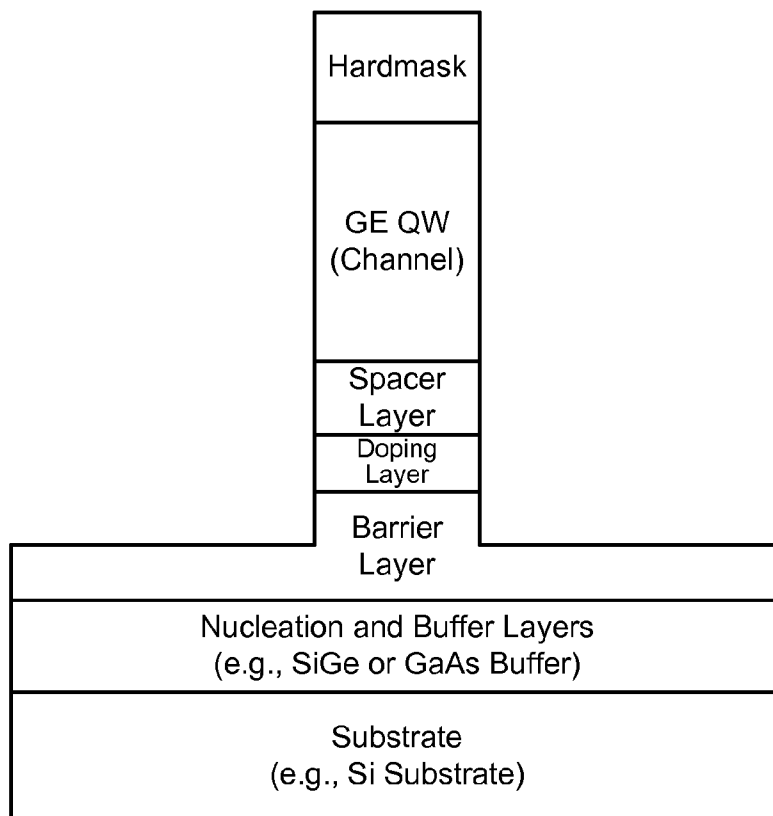 Hardmask
GE QW
(Channel)
Spacer
Layer
Doping
Layer
Barrier
Layer
Nucleation and Buffer Layers
(e.g., SiGe or GaAs Buffer)
Substrate
(e.g., Si Substrate)